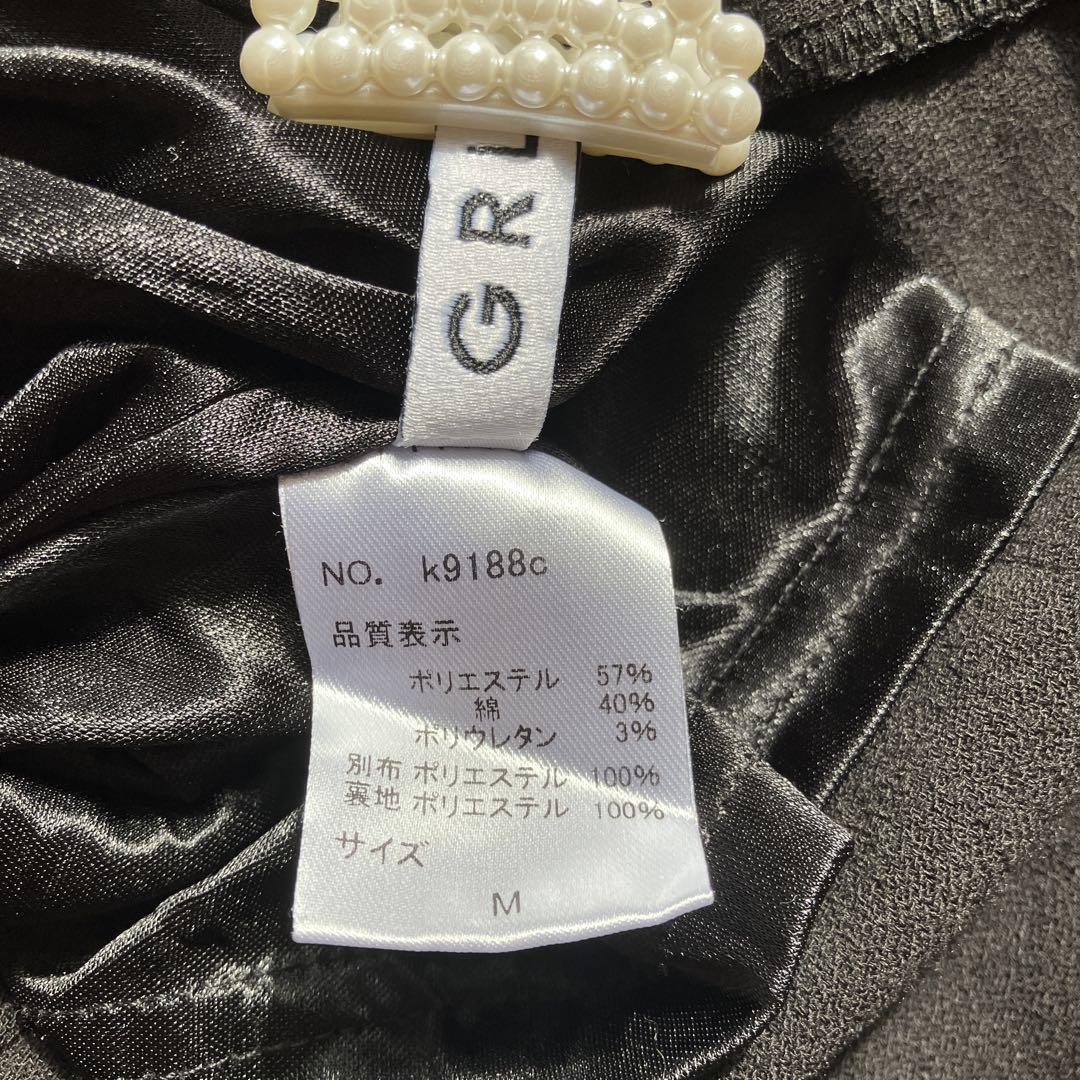 GRL
NO. k9188c
品質表示
ポリエステル 57%
綿 40%
ポリウレタン 3%
別布 ポリエステル 100%
裏地 ポリエステル 100%
サイズ
M